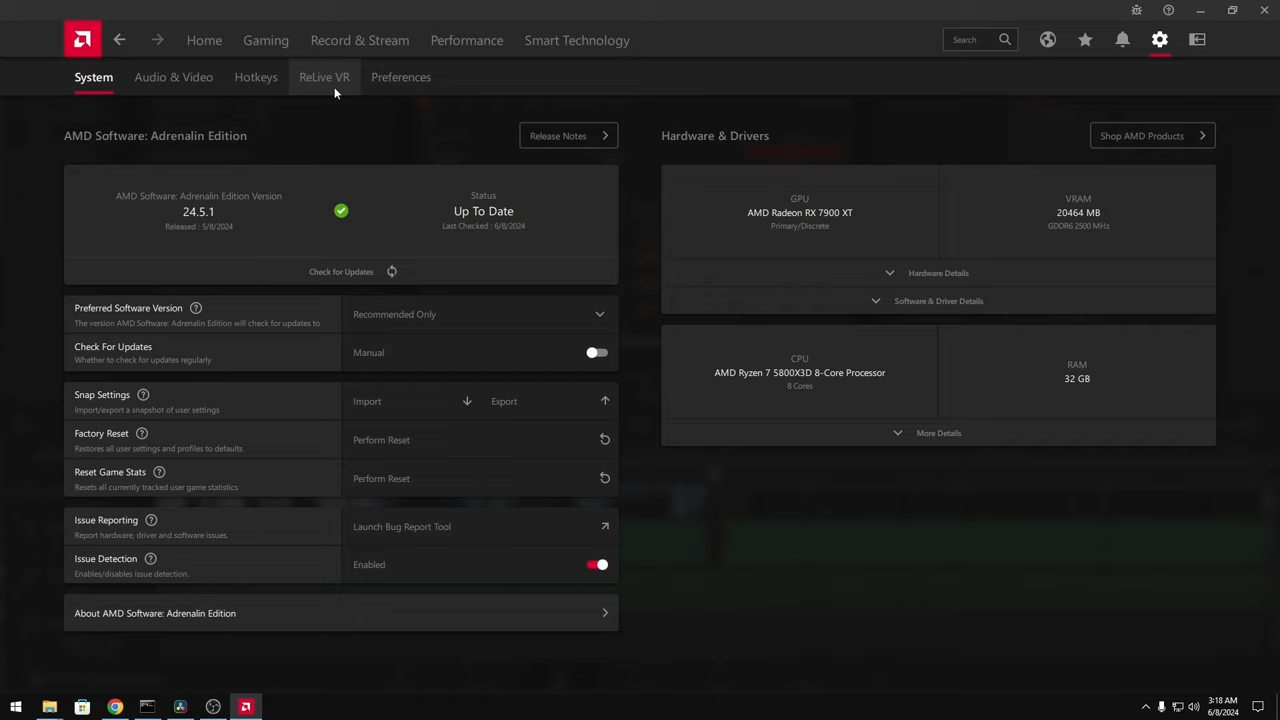 Home
Gaming
Record & Stream
Performance
Smart Technology
Search
System
Audio & Video
Hotkeys
ReLive VR
Preferences
AMD Software: Adrenalin Edition
Release Notes
AMD Software: Adrenalin Edition Version
24.5.1
Released : 5/8/2024
Status
Up To Date
Last Checked : 6/8/2024
Check for Updates
Preferred Software Version
The version AMD Software: Adrenalin Edition will check for updates to
Recommended Only
Check For Updates
Whether to check for updates regularly
Manual
Snap Settings
Import/export a snapshot of user settings
Import
Export
Factory Reset
Restores all user settings and profiles to defaults.
Perform Reset
Reset Game Stats
Resets all currently tracked user game statistics
Perform Reset
Issue Reporting
Report hardware, driver and software issues.
Launch Bug Report Tool
Issue Detection
Enables/disables issue detection.
Enabled
About AMD Software: Adrenalin Edition
Hardware & Drivers
Shop AMD Products
GPU
AMD Radeon RX 7900 XT
Primary/Discrete
VRAM
20464 MB
GDDR6 2500 MHz
Hardware Details
Software & Driver Details
CPU
AMD Ryzen 7 5800X3D 8-Core Processor
8 Cores
RAM
32 GB
More Details
3:18 AM
6/8/2024